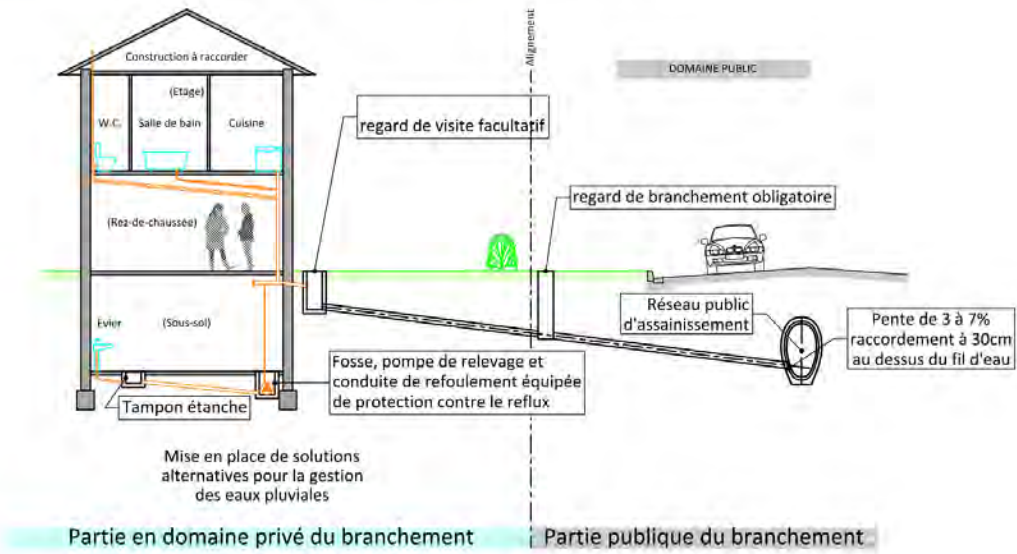 Construction à raccorder
(Etage)
W.C.
Salle de bain
Cuisine
(Rez-de-chaussée)
Evier
(Sous-sol)
Tampon étanche
regard de visite facultatif
Fosse, pompe de relevage et
conduite de refoulement équipée
de protection contre le reflux
Mise en place de solutions
alternatives pour la gestion
des eaux pluviales
Alignement
DOMAINE PUBLIC
regard de branchement obligatoire
Réseau public
d'assainissement
Pente de 3 à 7%
raccordement à 30cm
au dessus du fil d'eau
Partie en domaine privé du branchement
Partie publique du branchement